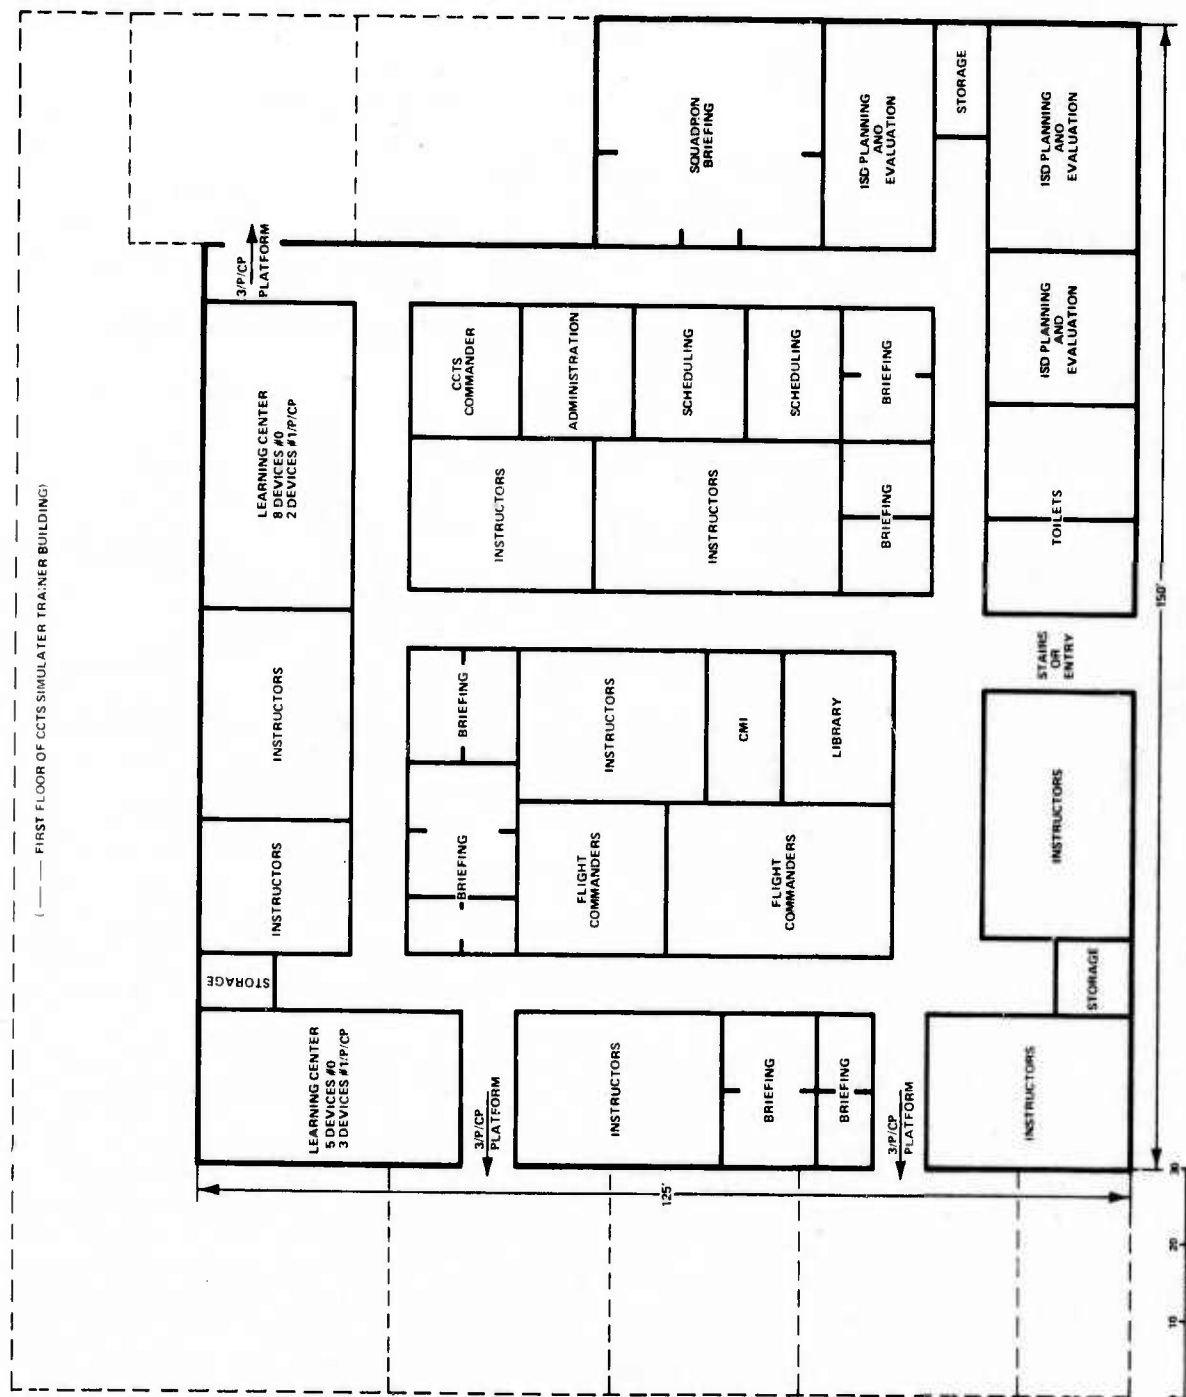 ( — — FIRST FLOOR OF CCTS SIMULATER TRAINER BUILDING)
3/P/CP
PLATFORM
SQUADRON
BRIEFING
ISD PLANNING
AND
EVALUATION
STORAGE
ISD PLANNING
AND
EVALUATION
LEARNING CENTER
8 DEVICES #0
2 DEVICES #1/P/CP
CCTS
COMMANDER
ADMINISTRATION
SCHEDULING
SCHEDULING
BRIEFING
ISD PLANNING
AND
EVALUATION
INSTRUCTORS
INSTRUCTORS
BRIEFING
TOILETS
INSTRUCTORS
BRIEFING
INSTRUCTORS
CMI
LIBRARY
STAIRS
OR
ENTRY
INSTRUCTORS
BRIEFING
FLIGHT
COMMANDERS
FLIGHT
COMMANDERS
INSTRUCTORS
STORAGE
STORAGE
LEARNING CENTER
5 DEVICES #0
3 DEVICES #1/P/CP
3/P/CP
PLATFORM
INSTRUCTORS
BRIEFING
BRIEFING
3/P/CP
PLATFORM
INSTRUCTORS
125'
150'
10
20
30